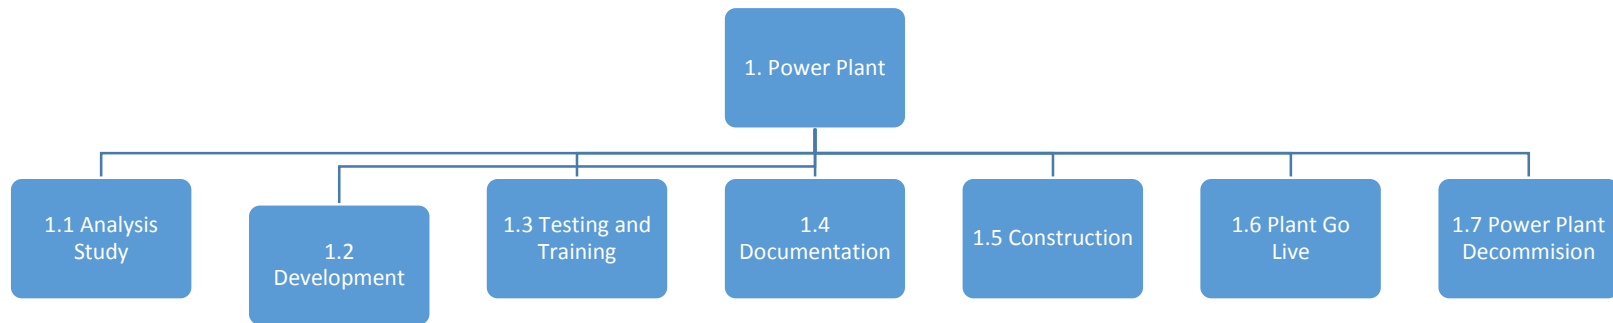 1. Power Plant
1.1 Analysis
Study
1.2
Development
1.3 Testing and
Training
1.4
Documentation
1.5 Construction
1.6 Plant Go
Live
1.7 Power Plant
Decommision